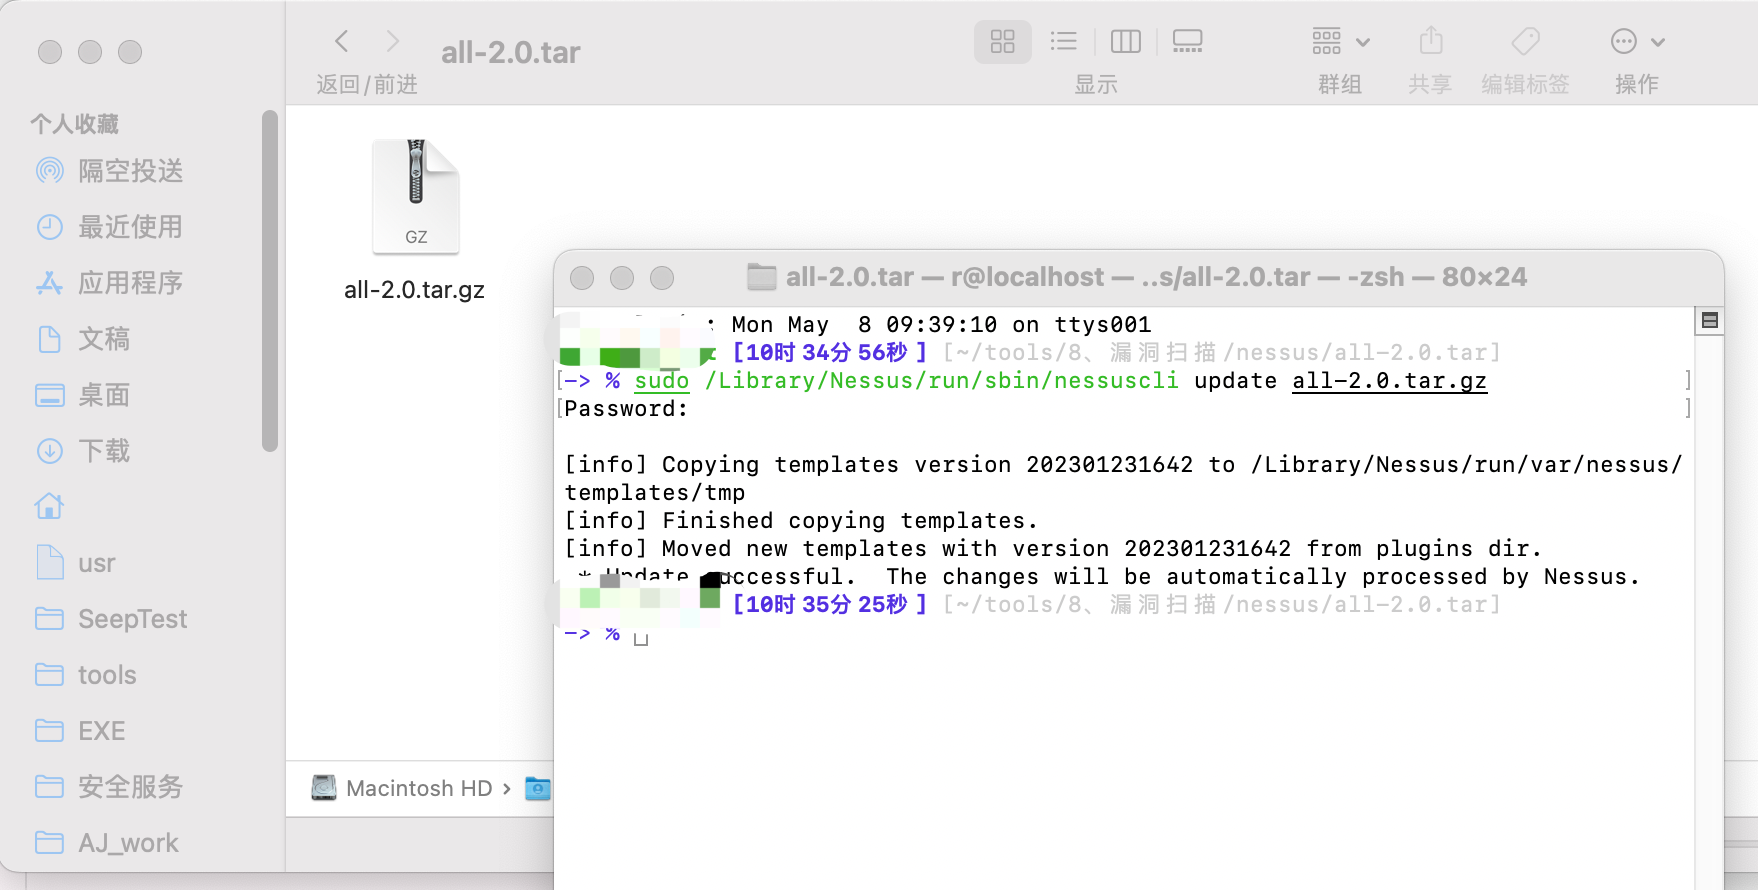 all-2.0.tar
返回/前进
显示
群组
共享
编辑标签
操作
个人收藏
隔空投送
最近使用
应用程序
文稿
桌面
下载
usr
SeepTest
tools
EXE
安全服务
AJ_work
GZ
all-2.0.tar.gz
Macintosh HD ›
all-2.0.tar — r@localhost — ..s/all-2.0.tar — -zsh — 80×24
: Mon May  8 09:39:10 on ttys001
[10时34分56秒] [~/tools/8、漏洞扫描/nessus/all-2.0.tar]
[-> % sudo /Library/Nessus/run/sbin/nessuscli update all-2.0.tar.gz ]
[Password: ]
[info] Copying templates version 202301231642 to /Library/Nessus/run/var/nessus/
templates/tmp
[info] Finished copying templates.
[info] Moved new templates with version 202301231642 from plugins dir.
* Update successful.  The changes will be automatically processed by Nessus.
[10时35分25秒] [~/tools/8、漏洞扫描/nessus/all-2.0.tar]
-> %